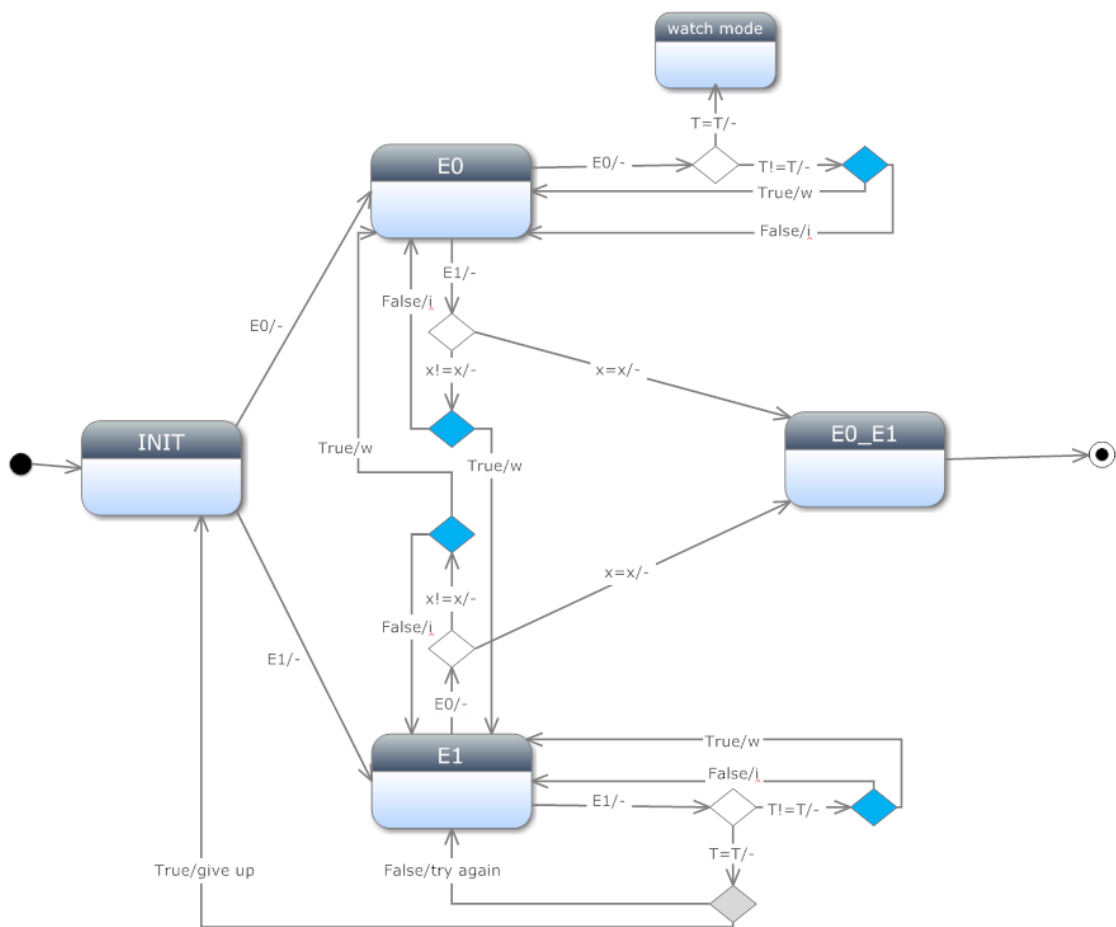 watch mode
T=T/-
E0
E0/-
T!=T/-
True/w
False/i
E1/-
False/i
E0/-
x!=x/-
x=x/-
INIT
True/w
True/w
E0_E1
x!=x/-
x=x/-
False/i
E1/-
E0/-
True/w
E1
False/i
E1/-
T!=T/-
T=T/-
True/give up
False/try again